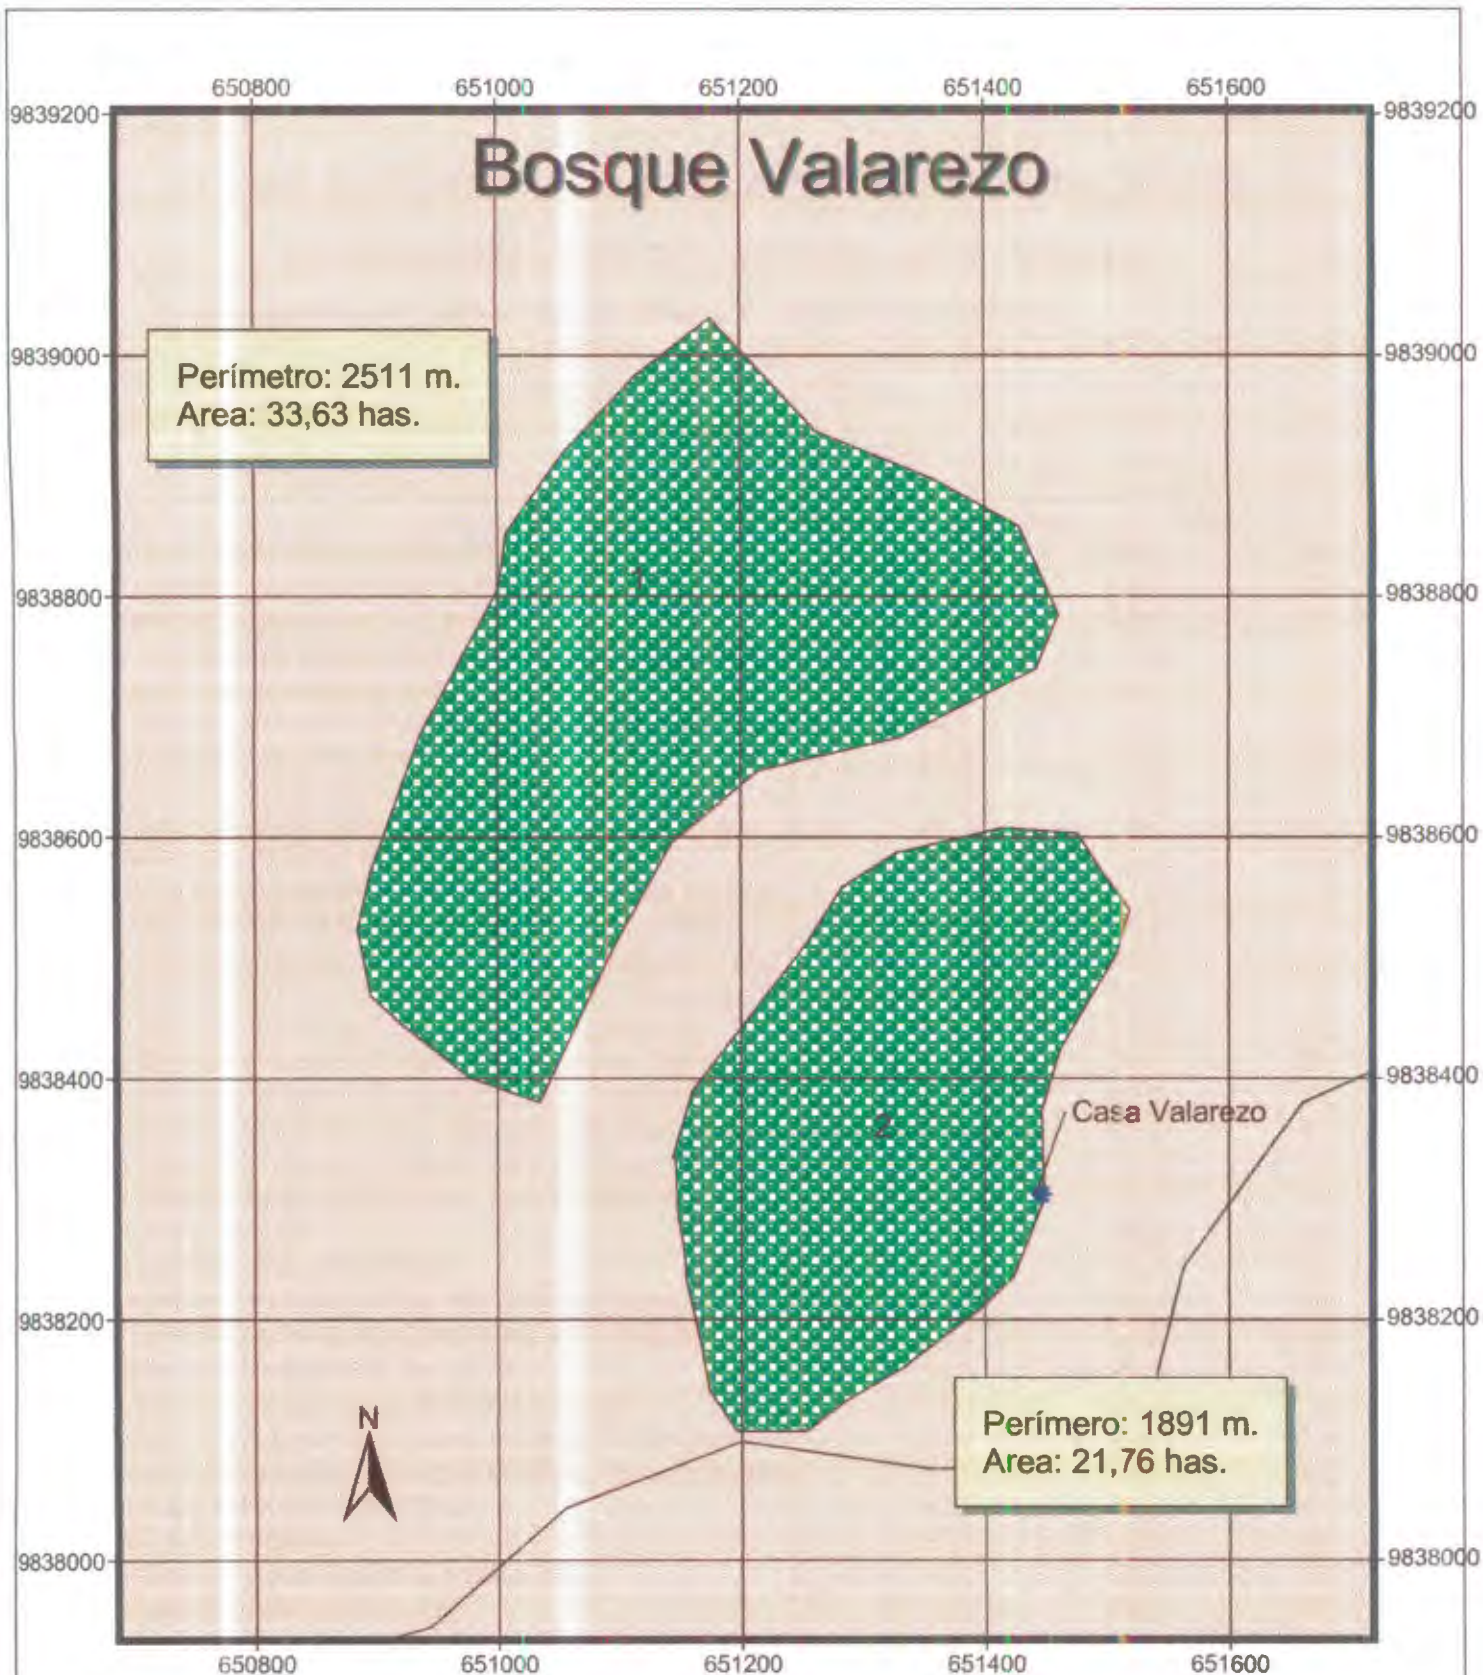 650800 651000 651200 651400 651600
9839200 9839200
Bosque Valarezo
9839000 9839000
Perímetro: 2511 m.
Area: 33,63 has.
1
9838800 9838800
9838600 9838600
9838400 9838400
Casa Valarezo
2
9838200 9838200
Perímero: 1891 m.
Area: 21,76 has.
N
9838000 9838000
650800 651000 651200 651400 651600